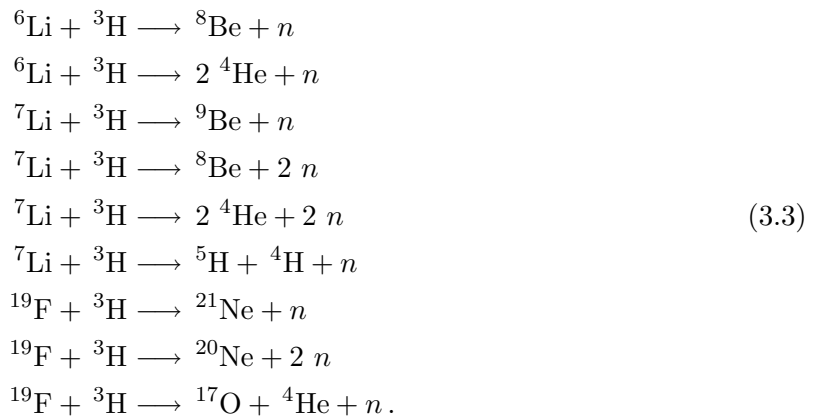 ⁶Li + ³H ⟶ ⁸Be + n
⁶Li + ³H ⟶ 2 ⁴He + n
⁷Li + ³H ⟶ ⁹Be + n
⁷Li + ³H ⟶ ⁸Be + 2 n
⁷Li + ³H ⟶ 2 ⁴He + 2 n (3.3)
⁷Li + ³H ⟶ ⁵H + ⁴H + n
¹⁹F + ³H ⟶ ²¹Ne + n
¹⁹F + ³H ⟶ ²⁰Ne + 2 n
¹⁹F + ³H ⟶ ¹⁷O + ⁴He + n .